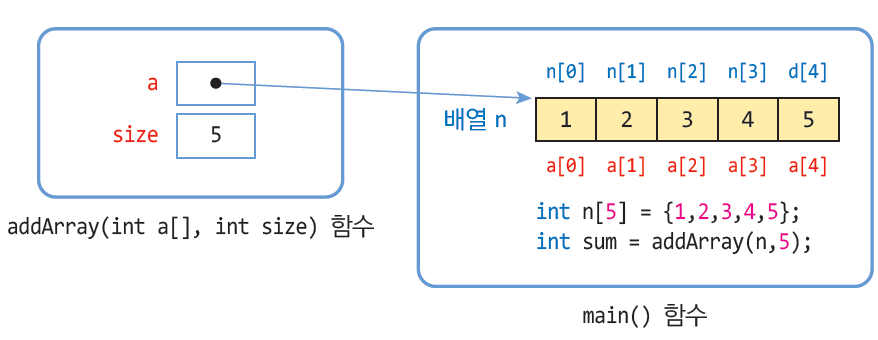 a
size
5
addArray(int a[], int size) 함수
n[0] n[1] n[2] n[3] d[4]
배열 n
1 2 3 4 5
a[0] a[1] a[2] a[3] a[4]
int n[5] = {1,2,3,4,5};
int sum = addArray(n,5);
main() 함수